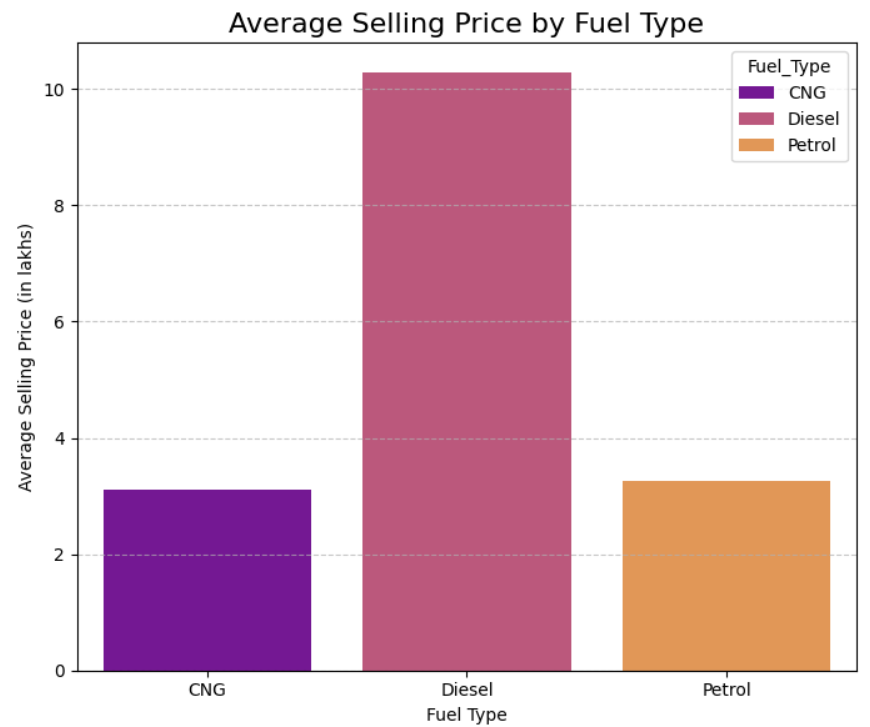 Average Selling Price by Fuel Type
Fuel_Type
CNG
Diesel
Petrol
Average Selling Price (in lakhs)
10
8
6
4
2
0
CNG
Diesel
Petrol
Fuel Type